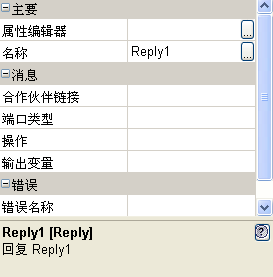 主要
属性编辑器 ...
名称 Reply1 ...
消息
合作伙伴链接
端口类型
操作
输出变量
错误
错误名称
Reply1 [Reply]
回复 Reply1